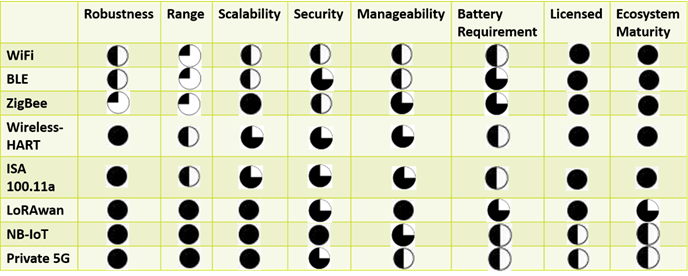 Robustness Range Scalability Security Manageability Battery Requirement Licensed Ecosystem Maturity
WiFi
BLE
ZigBee
Wireless-
HART
ISA
100.11a
LoRAwan
NB-IoT
Private 5G